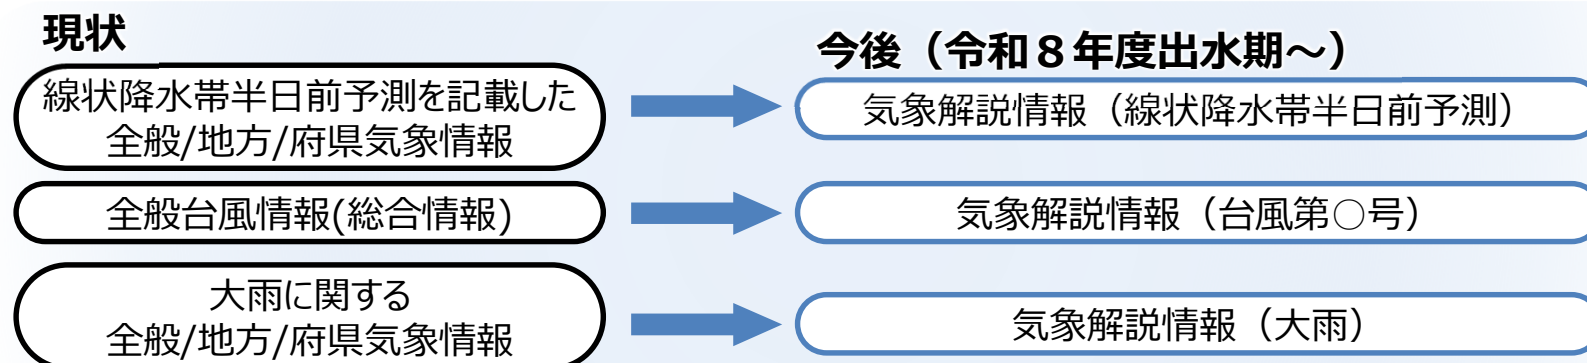 現状
今後（令和８年度出水期～）
線状降水帯半日前予測を記載した
全般/地方/府県気象情報
気象解説情報（線状降水帯半日前予測）
全般台風情報(総合情報)
気象解説情報（台風第○号）
大雨に関する
全般/地方/府県気象情報
気象解説情報（大雨）